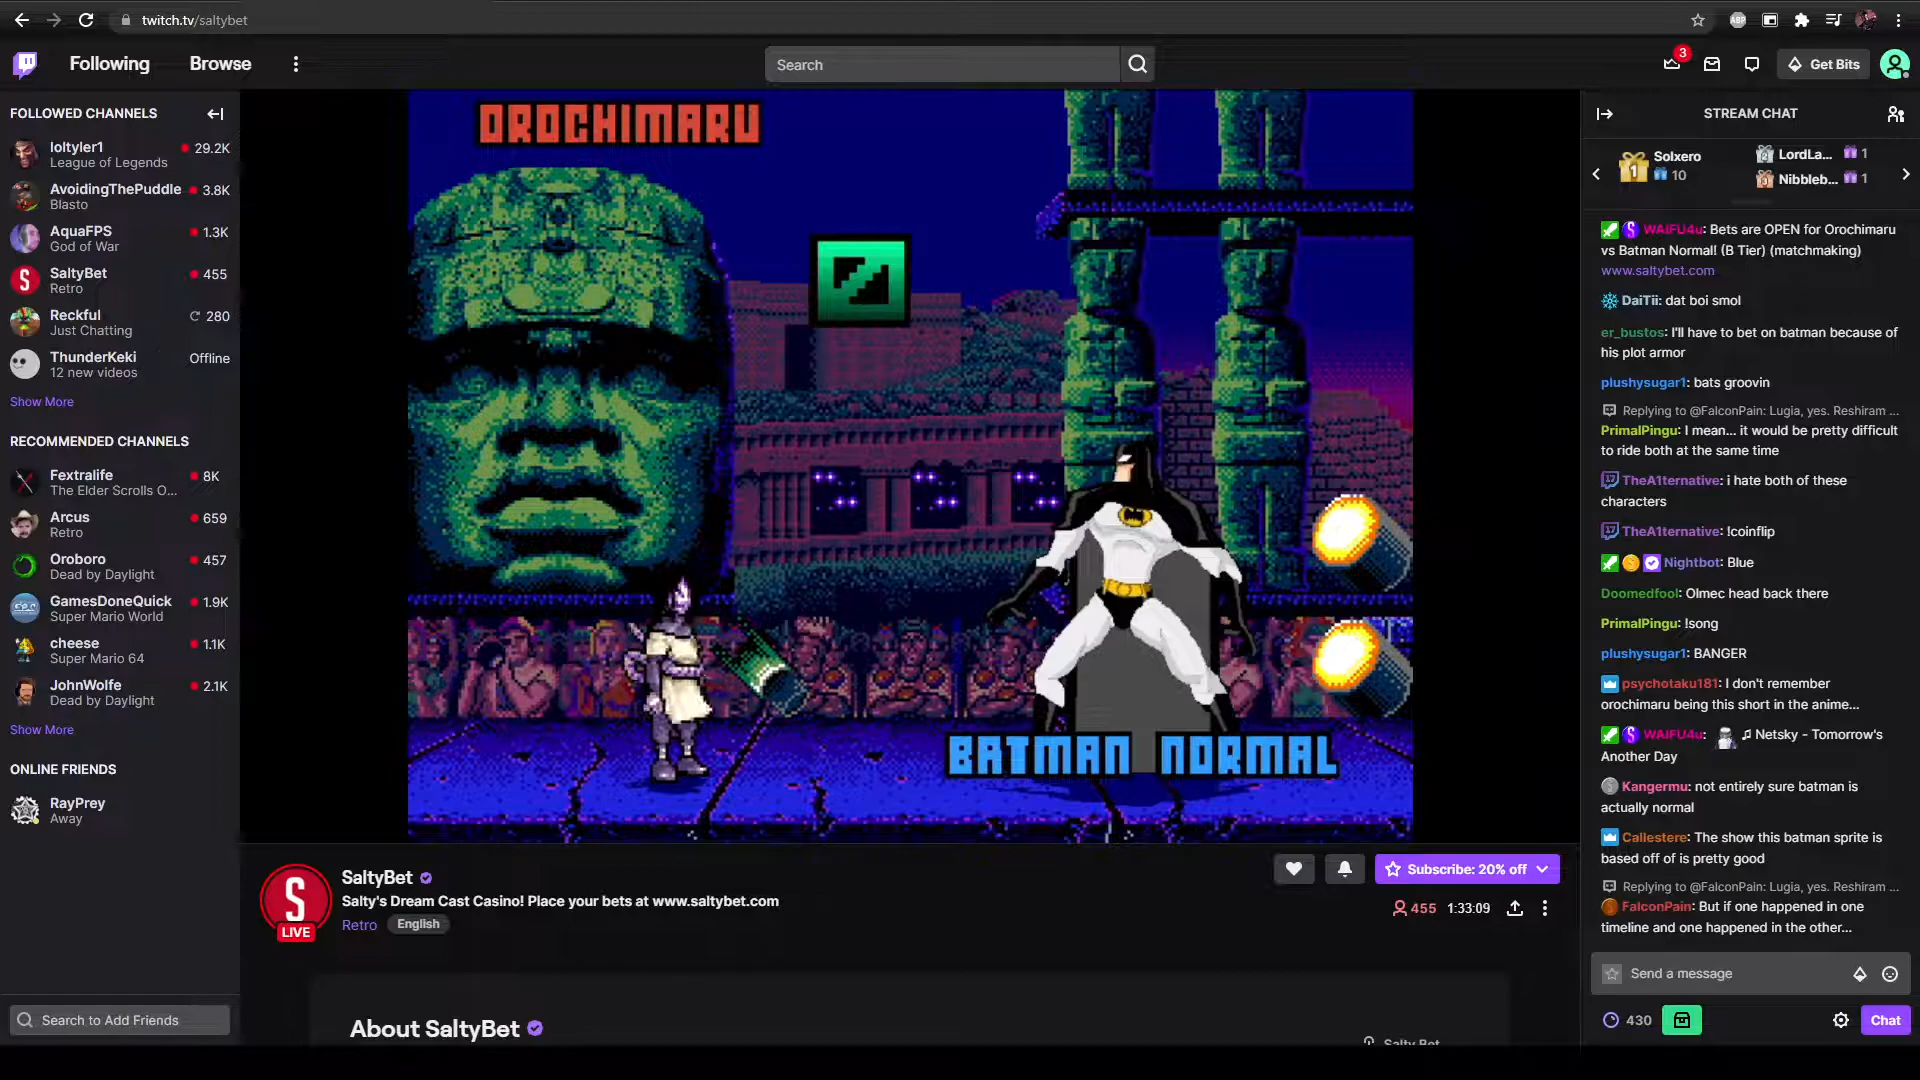 twitch.tv/saltybet
ABP
Following
Browse
Search
3
Get Bits
FOLLOWED CHANNELS
loltyler1
29.2K
League of Legends
AvoidingThePuddle
3.8K
Blasto
AquaFPS
1.3K
God of War
SaltyBet
455
Retro
Reckful
280
Just Chatting
ThunderKeki
Offline
12 new videos
Show More
RECOMMENDED CHANNELS
Fextralife
8K
The Elder Scrolls O...
Arcus
659
Retro
Oroboro
457
Dead by Daylight
GamesDoneQuick
1.9K
Super Mario World
cheese
1.1K
Super Mario 64
JohnWolfe
2.1K
Dead by Daylight
Show More
ONLINE FRIENDS
RayPrey
Away
Search to Add Friends
OROCHIMARU
BATMAN NORMAL
S
LIVE
SaltyBet
Salty's Dream Cast Casino! Place your bets at www.saltybet.com
Retro
English
Subscribe: 20% off
455
1:33:09
About SaltyBet
Salty Bet
STREAM CHAT
1
Solxero
10
LordLa...
1
Nibbleb...
1
WAIFU4u: Bets are OPEN for Orochimaru
vs Batman Normal! (B Tier) (matchmaking)
www.saltybet.com
DaiTii: dat boi smol
er_bustos: I'll have to bet on batman because of
his plot armor
plushysugar1: bats groovin
Replying to @FalconPain: Lugia, yes. Reshiram ...
PrimalPingu: I mean... it would be pretty difficult
to ride both at the same time
TheA1ternative: i hate both of these
characters
TheA1ternative: !coinflip
Nightbot: Blue
Doomedfool: Olmec head back there
PrimalPingu: !song
plushysugar1: BANGER
psychotaku181: I don't remember
orochimaru being this short in the anime...
WAIFU4u: ♫ Netsky - Tomorrow's
Another Day
Kangermu: not entirely sure batman is
actually normal
Callestere: The show this batman sprite is
based off of is pretty good
Replying to @FalconPain: Lugia, yes. Reshiram ...
FalconPain: But if one happened in one
timeline and one happened in the other...
Send a message
430
Chat